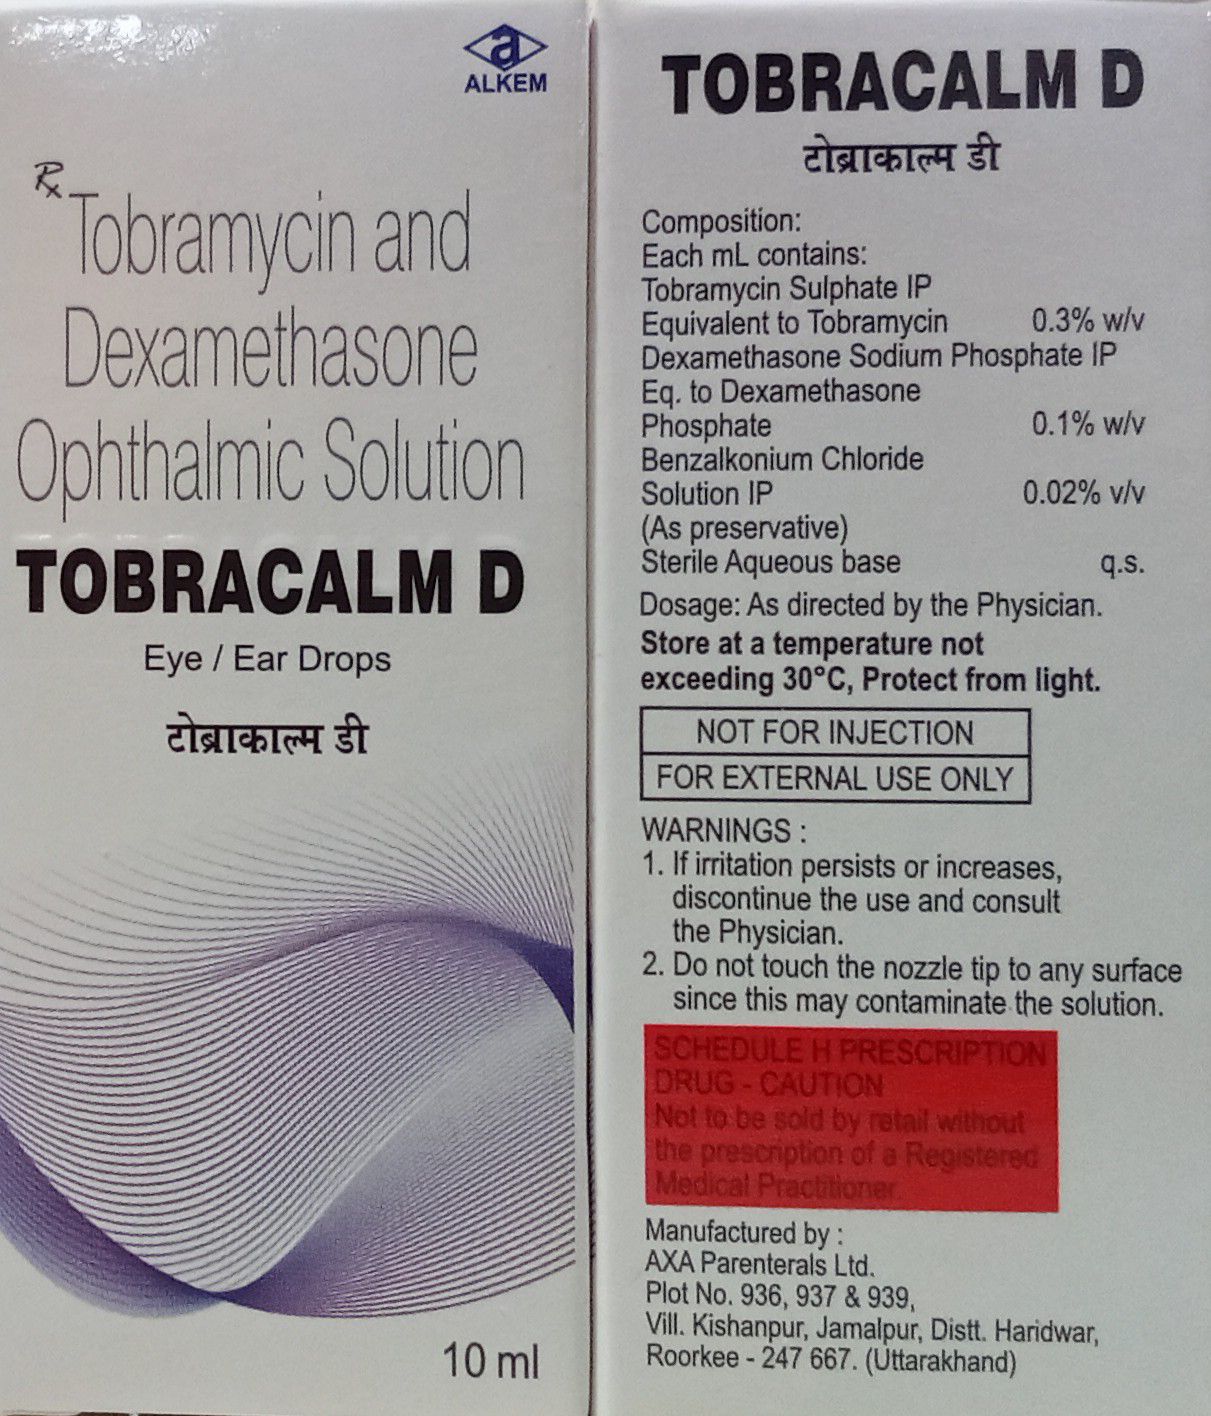 ALKEM
Rx
Tobramycin and
Dexamethasone
Ophthalmic Solution
TOBRACALM D
Eye / Ear Drops
टोब्राकाल्म डी
10 ml
TOBRACALM D
टोब्राकाल्म डी
Composition:
Each mL contains:
Tobramycin Sulphate IP
Equivalent to Tobramycin 0.3% w/v
Dexamethasone Sodium Phosphate IP
Eq. to Dexamethasone
Phosphate 0.1% w/v
Benzalkonium Chloride
Solution IP 0.02% v/v
(As preservative)
Sterile Aqueous base q.s.
Dosage: As directed by the Physician.
Store at a temperature not
exceeding 30°C, Protect from light.
NOT FOR INJECTION
FOR EXTERNAL USE ONLY
WARNINGS :
1. If irritation persists or increases,
discontinue the use and consult
the Physician.
2. Do not touch the nozzle tip to any surface
since this may contaminate the solution.
SCHEDULE H PRESCRIPTION
DRUG - CAUTION
Not to be sold by retail without
the prescription of a Registered
Medical Practitioner.
Manufactured by :
AXA Parenterals Ltd.
Plot No. 936, 937 & 939,
Vill. Kishanpur, Jamalpur, Distt. Haridwar,
Roorkee - 247 667. (Uttarakhand)